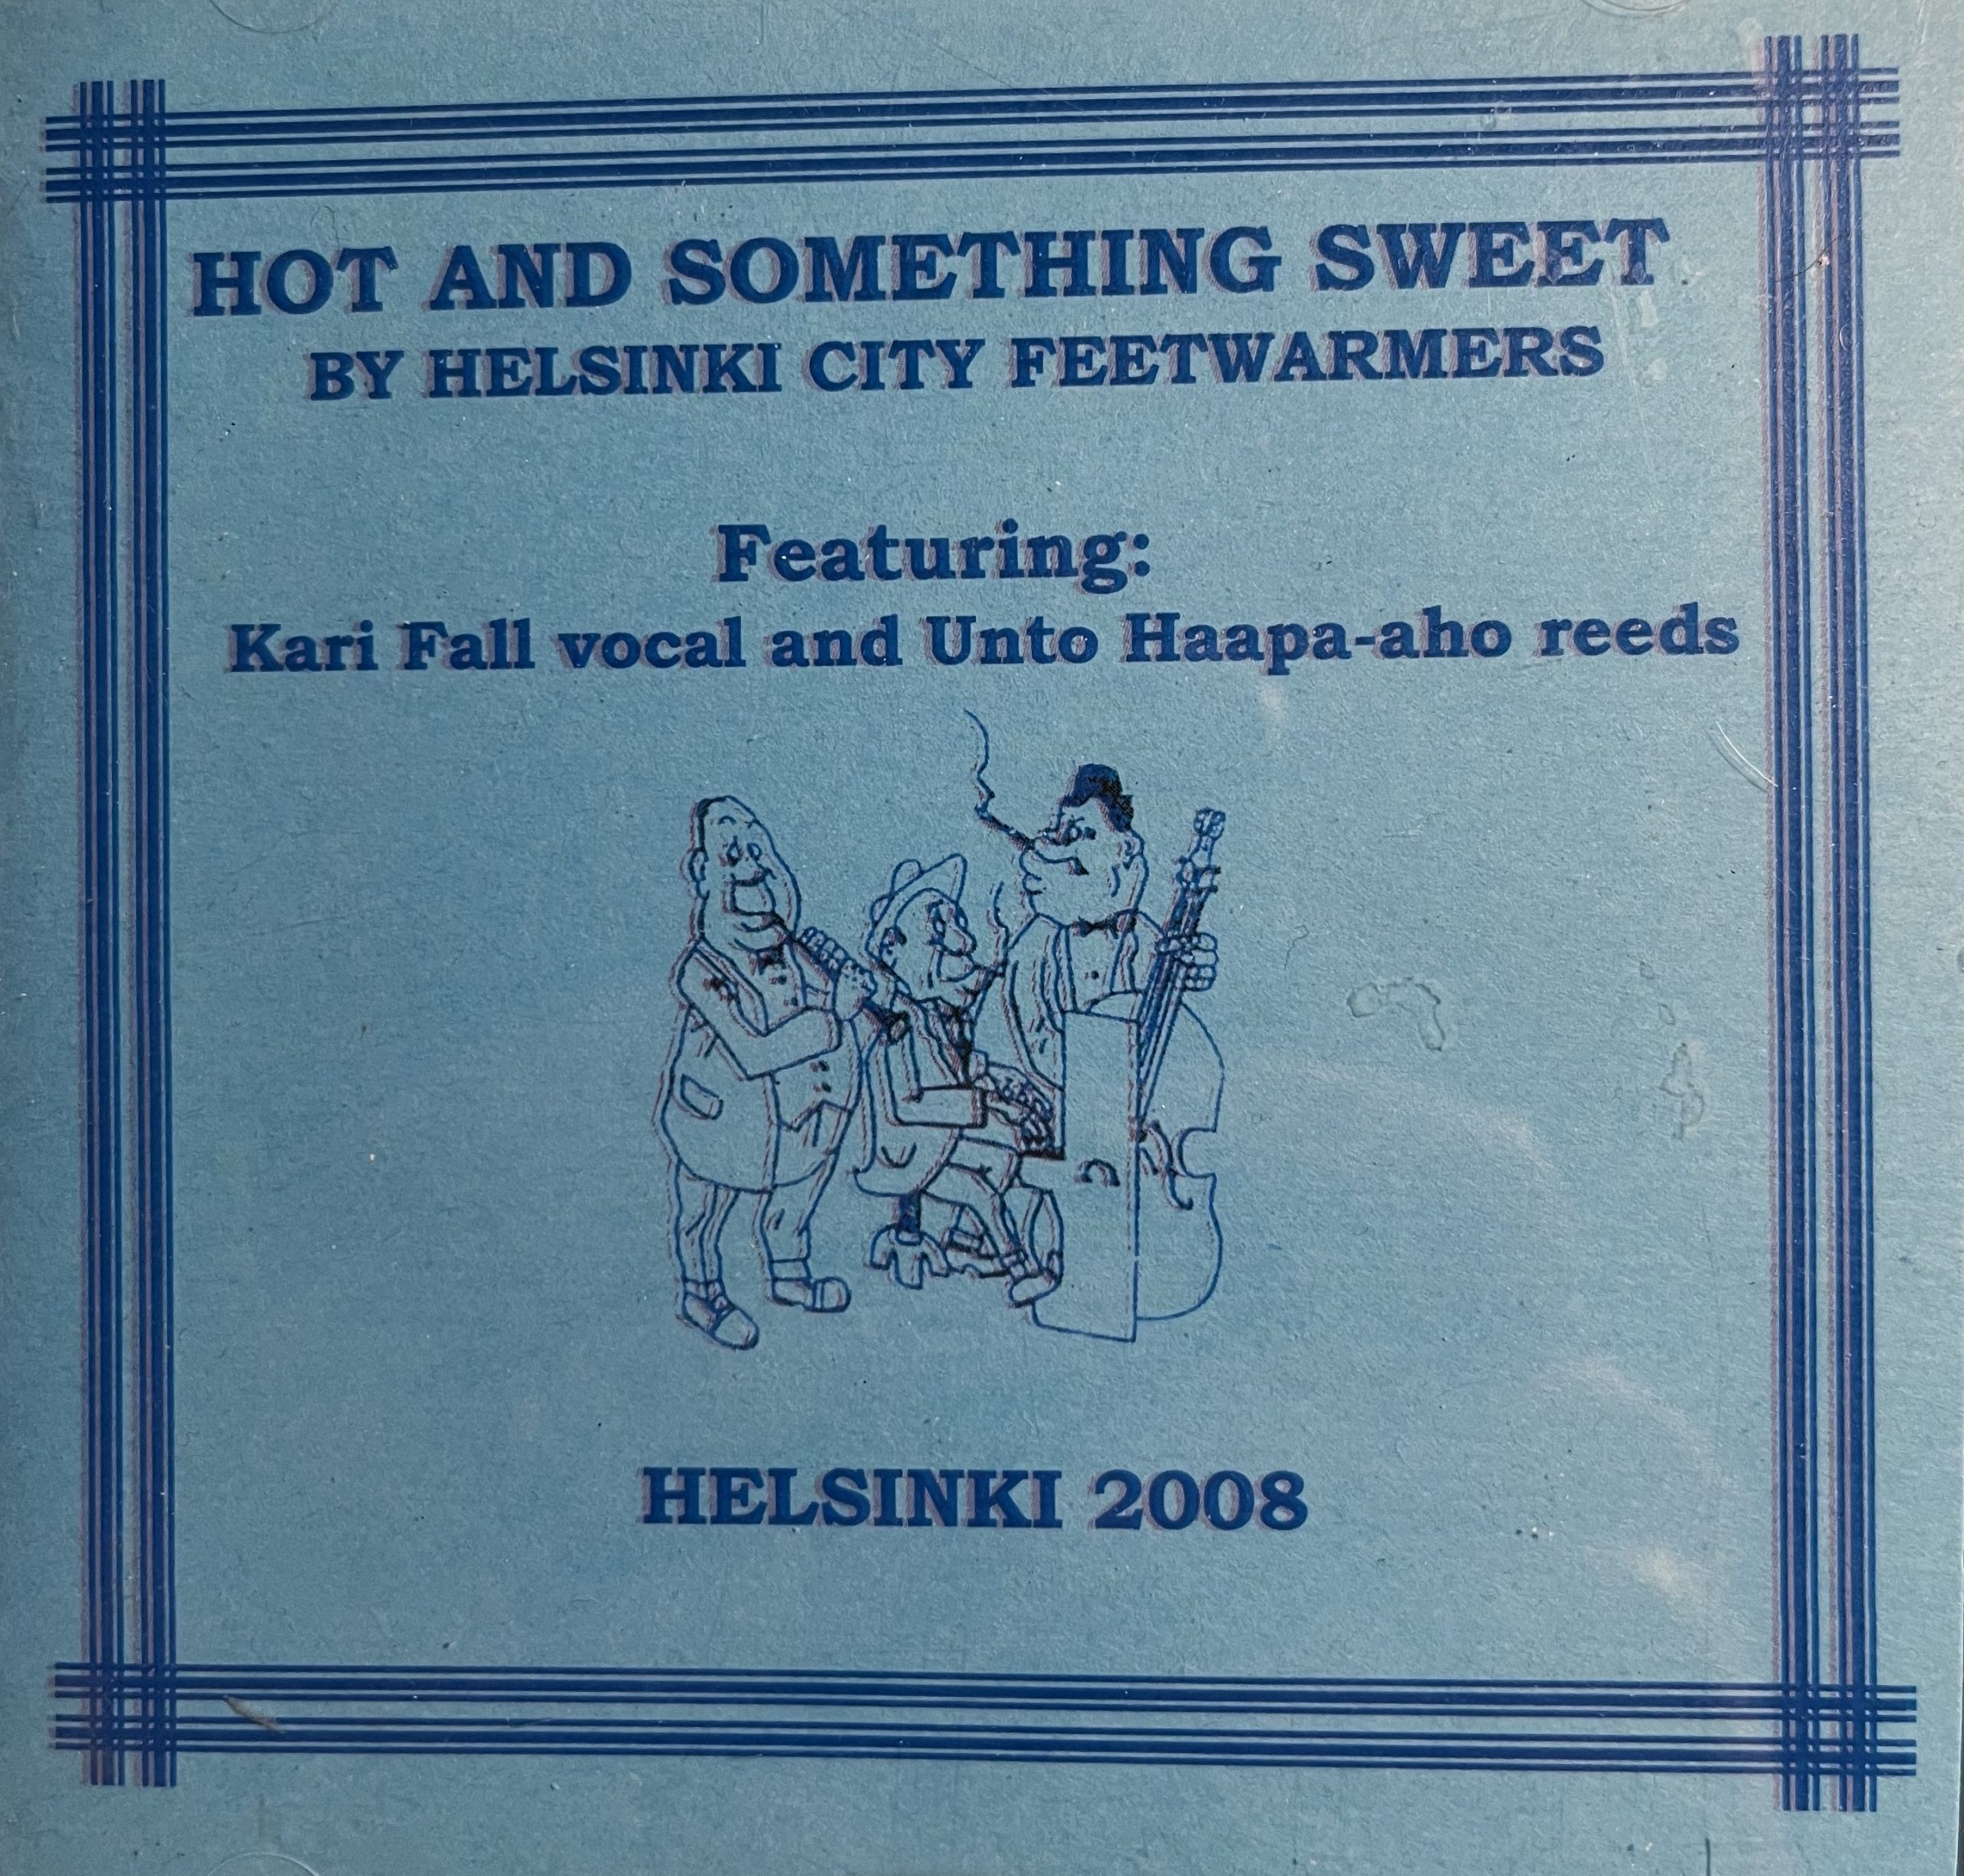 HOT AND SOMETHING SWEET
BY HELSINKI CITY FEETWARMERS
Featuring:
Kari Fall vocal and Unto Haapa-aho reeds
HELSINKI 2008